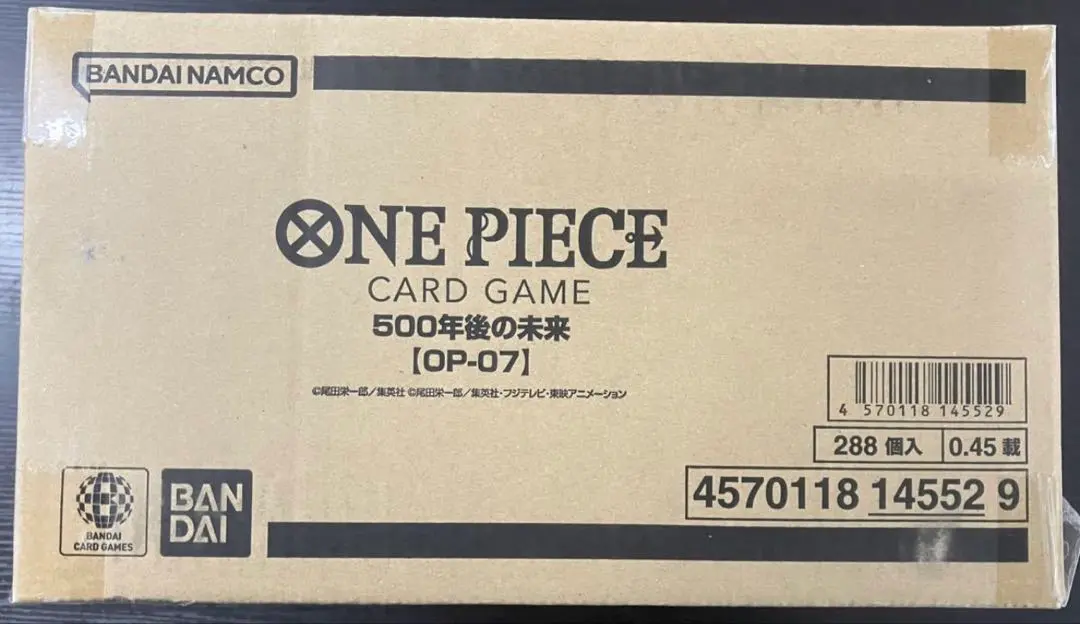 BANDAI NAMCO
ONE PIECE
CARD GAME
500年後の未来
【OP-07】
©尾田栄一郎/集英社 ©尾田栄一郎/集英社・フジテレビ・東映アニメーション
4 570118 145529
288 個入
0.45 載
4570118 14552 9
BANDAI
CARD GAMES
BAN
DAI